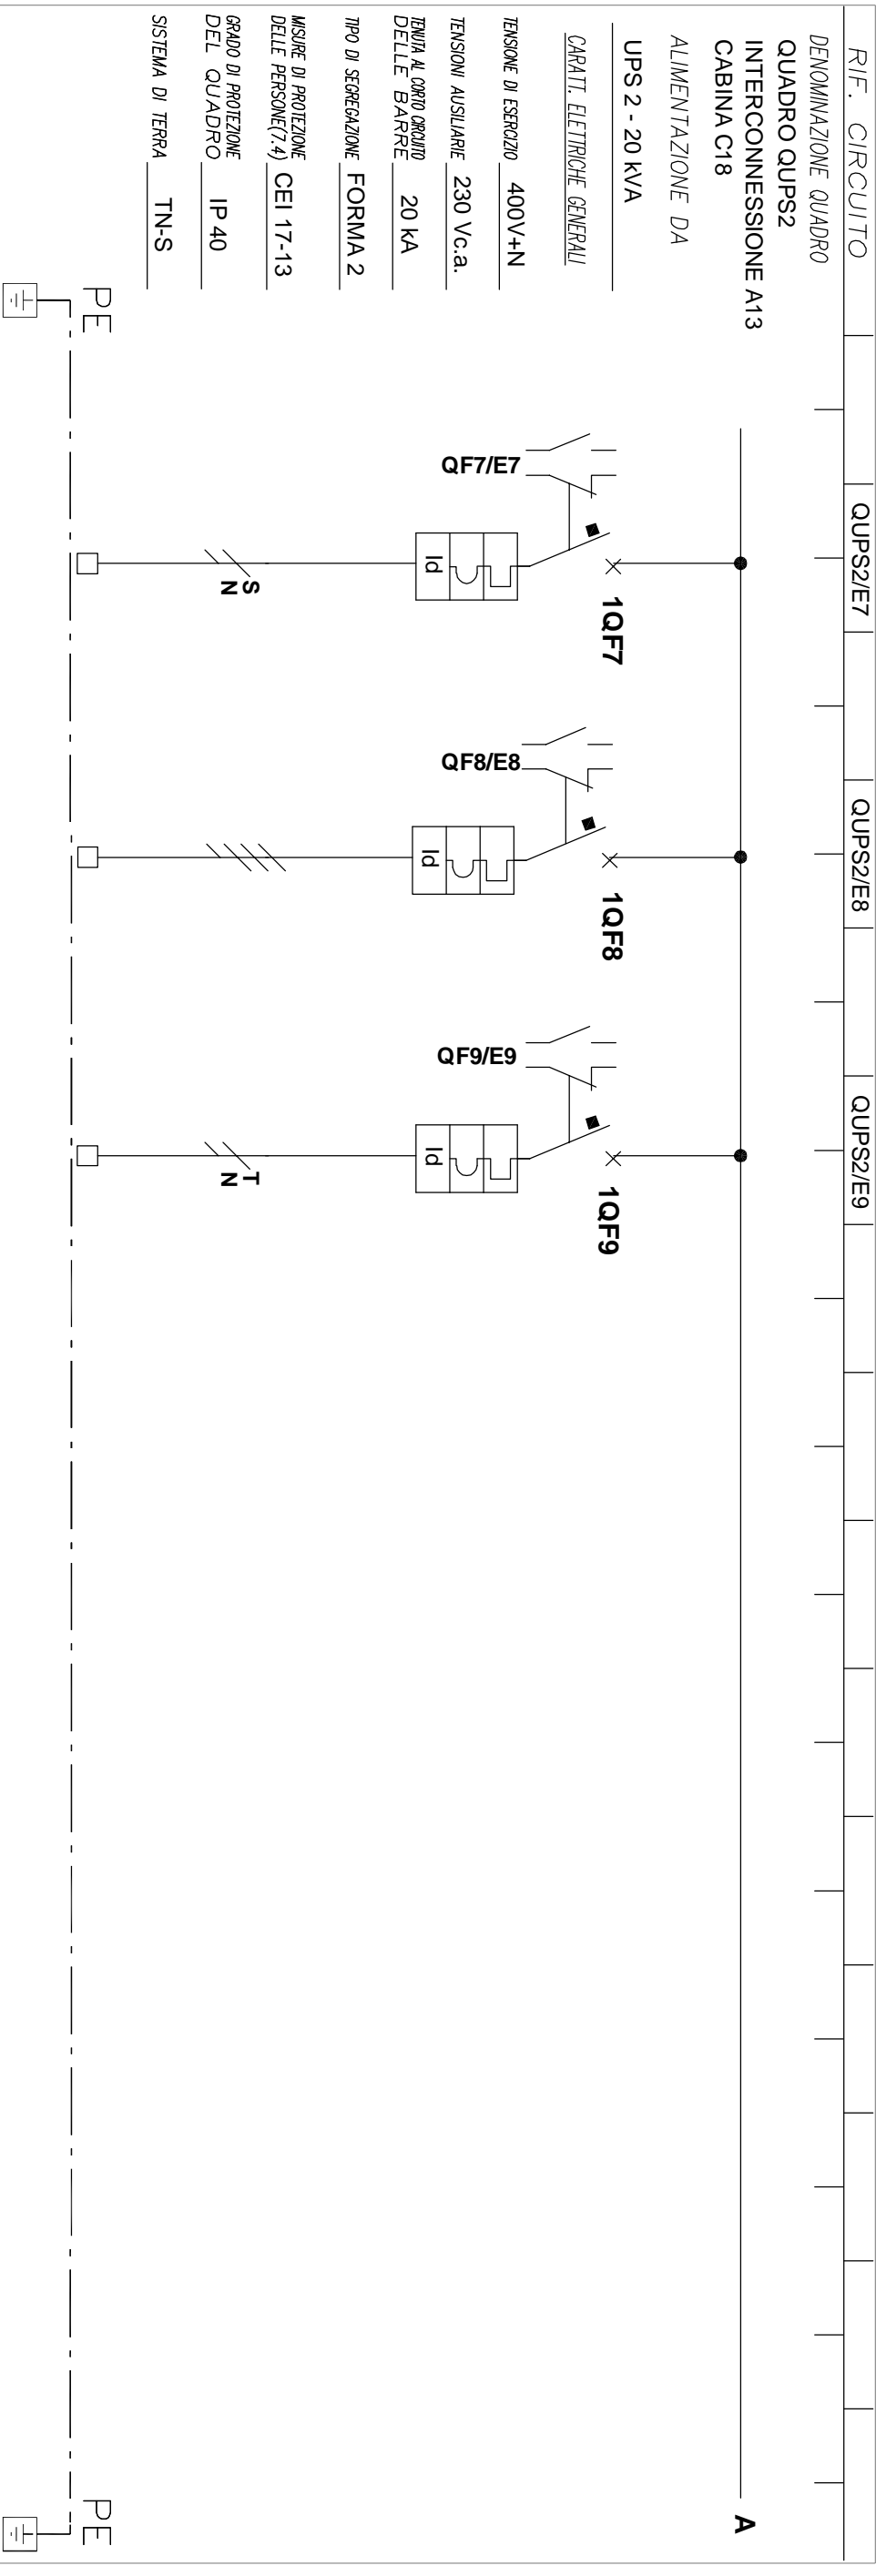 RIF. CIRCUITO
QUPS2/E7
QUPS2/E8
QUPS2/E9
DENOMINAZIONE QUADRO
QUADRO QUPS2
INTERCONNESSIONE A13
CABINA C18
ALIMENTAZIONE DA
UPS 2 - 20 kVA
CARATT. ELETTRICHE GENERALI
TENSIONE DI ESERCIZIO
400V+N
TENSIONI AUSILIARIE
230 Vc.a.
TENUTA AL CORTO CIRCUITO
DELLE BARRE
20 kA
TIPO DI SEGREGAZIONE
FORMA 2
MISURE DI PROTEZIONE
DELLE PERSONE(7.4)
CEI 17-13
GRADO DI PROTEZIONE
DEL QUADRO
IP 40
SISTEMA DI TERRA
TN-S
A
1QF7
QF7/E7
Id
S
N
1QF8
QF8/E8
Id
1QF9
QF9/E9
Id
T
N
PE
PE